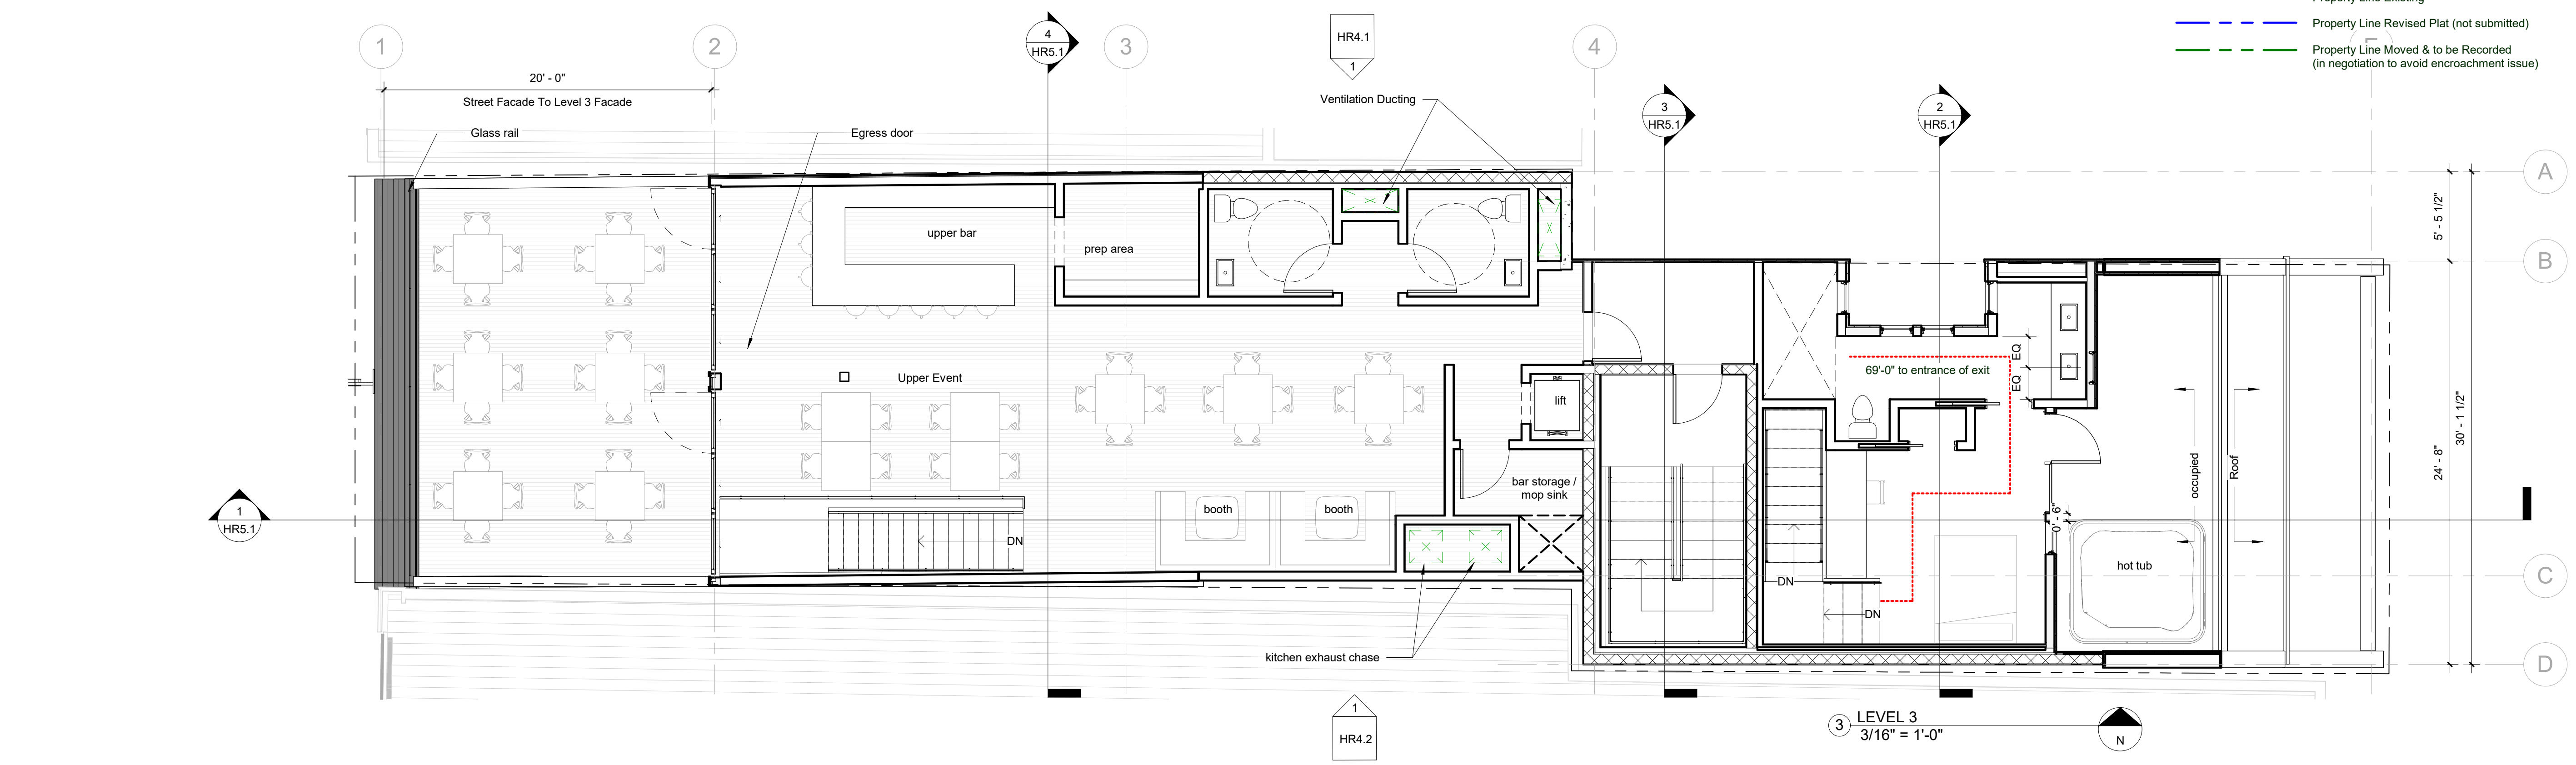 Property Line Existing
Property Line Revised Plat (not submitted)
Property Line Moved & to be Recorded
(in negotiation to avoid encroachment issue)
1
2
4
HR5.1
3
HR4.1
1
4
5
20' - 0"
Street Facade To Level 3 Facade
Ventilation Ducting
3
HR5.1
2
HR5.1
Glass rail
Egress door
A
5' - 5 1/2"
upper bar
prep area
B
EQ
69'-0" to entrance of exit
EQ
Upper Event
lift
30' - 1 1/2"
24' - 8"
occupied
Roof
bar storage /
mop sink
booth
booth
1
HR5.1
DN
0' - 6"
hot tub
C
DN
DN
kitchen exhaust chase
D
1
HR4.2
3
LEVEL 3
3/16" = 1'-0"
N